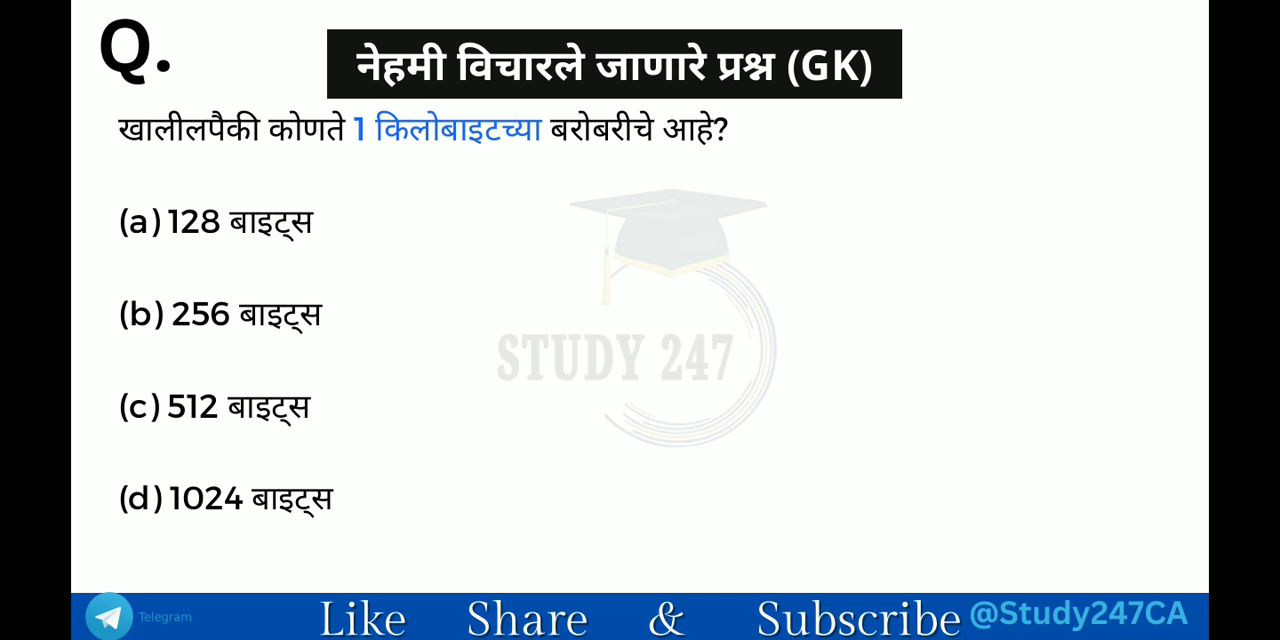 Q.
नेहमी विचारले जाणारे प्रश्न (GK)
खालीलपैकी कोणते 1 किलोबाइटच्या बरोबरीचे आहे?
(a) 128 बाइट्स
(b) 256 बाइट्स
STUDY 247
(c) 512 बाइट्स
(d) 1024 बाइट्स
Telegram Like Share & Subscribe @Study247CA